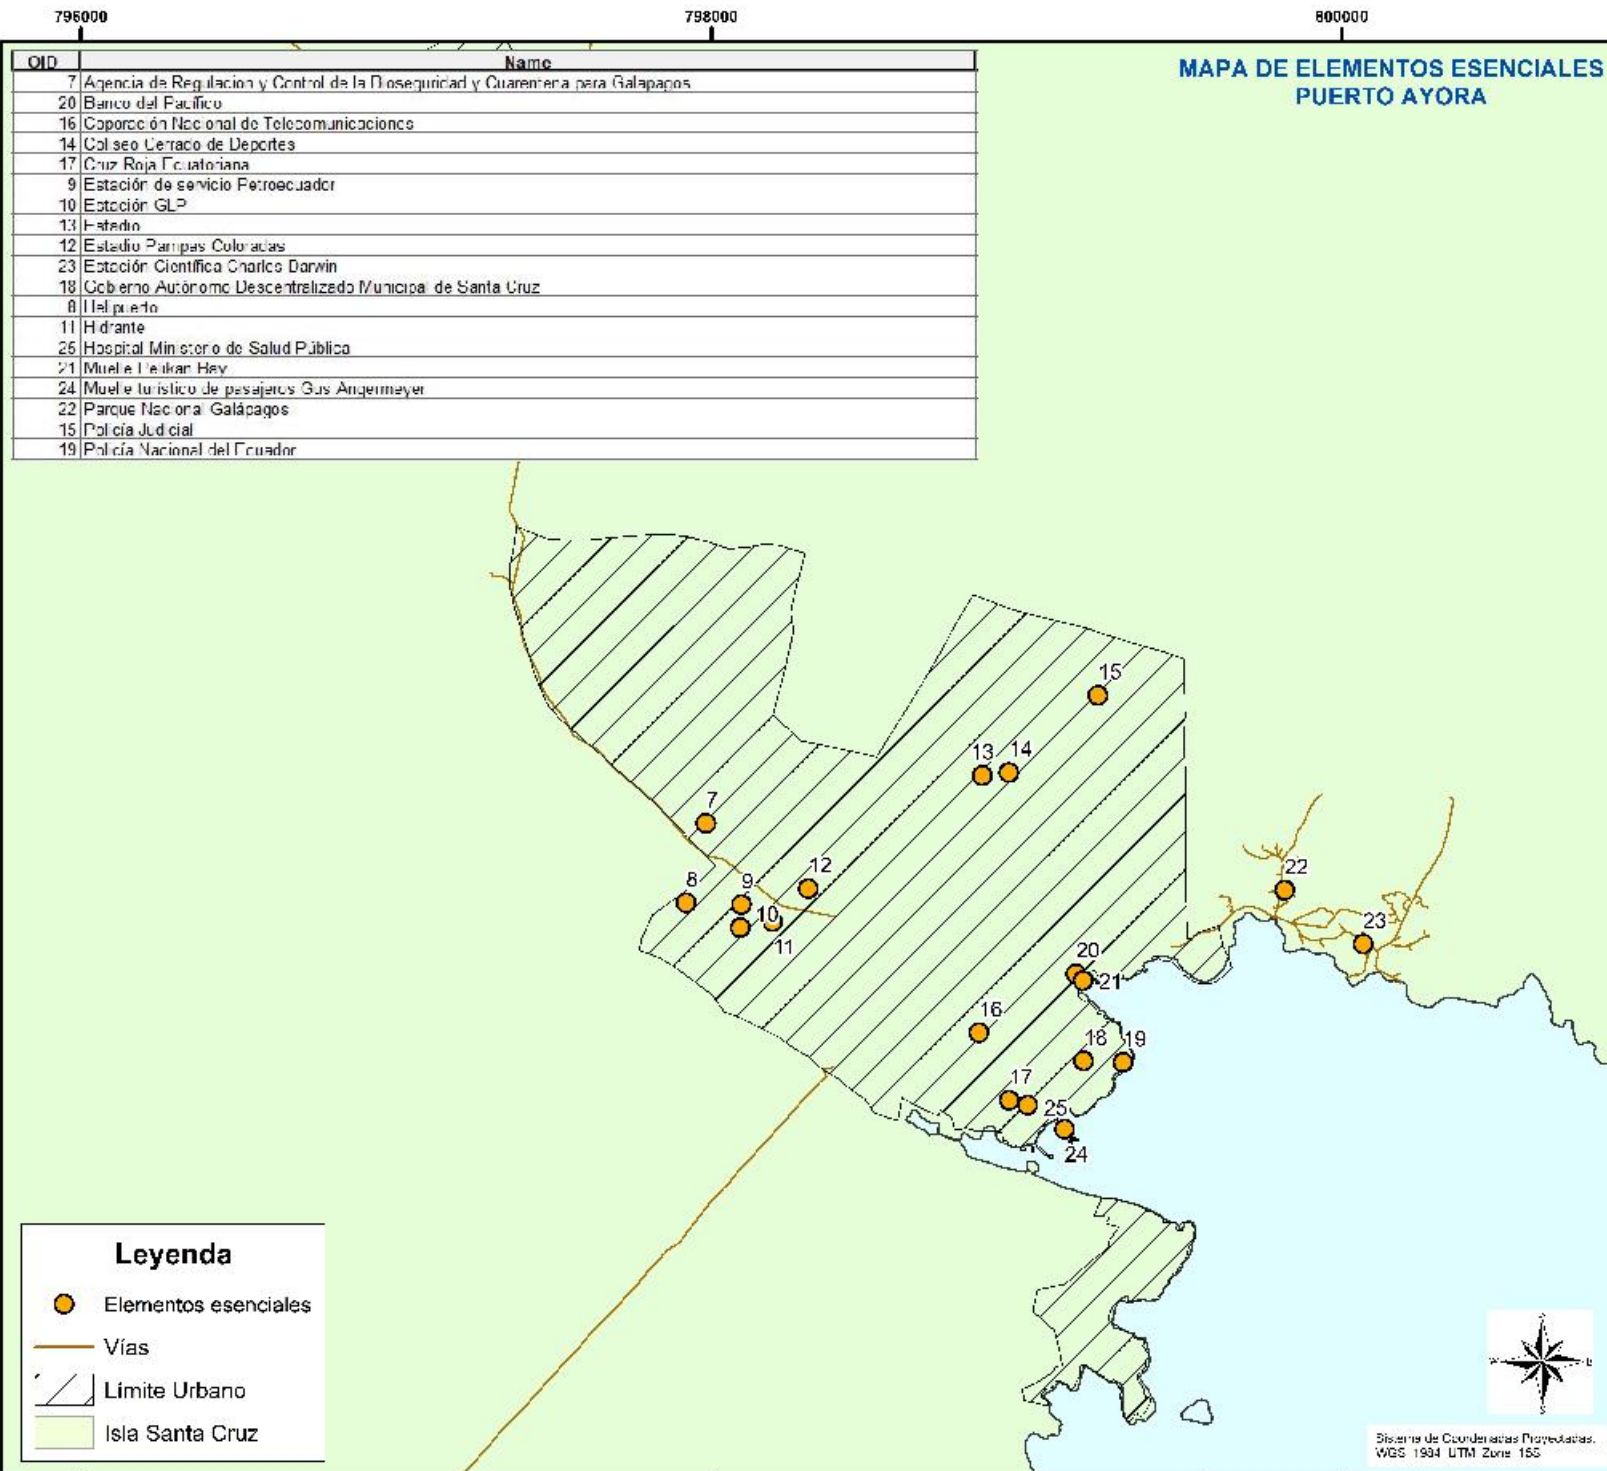 796000
798000
800000
MAPA DE ELEMENTOS ESENCIALES
PUERTO AYORA
OID Name
7 Agencia de Regulacion y Control de la Bioseguridad y Cuarentena para Galapagos
20 Banco del Pacífico
16 Coporación Nacional de Telecomunicaciones
14 Coliseo Cerrado de Deportes
17 Cruz Roja Ecuatoriana
9 Estación de servicio Petroecuador
10 Estación GLP
13 Estadio
12 Estadio Pampas Coloradas
23 Estación Científica Charles Darwin
18 Gobierno Autónomo Descentralizado Municipal de Santa Cruz
8 Helipuerto
11 Hidrante
25 Hospital Ministerio de Salud Pública
21 Muelle Pelikan Bay
24 Muelle turístico de pasajeros Gus Angermeyer
22 Parque Nacional Galápagos
15 Policía Judicial
19 Policía Nacional del Ecuador
15
13
14
7
12
22
8
9
10
11
23
20
21
16
18
19
17
25
24
Leyenda
Elementos esenciales
Vías
Límite Urbano
Isla Santa Cruz
N
W
E
S
Sistema de Coordenadas Proyectadas.
WGS 1984 UTM Zone 15S